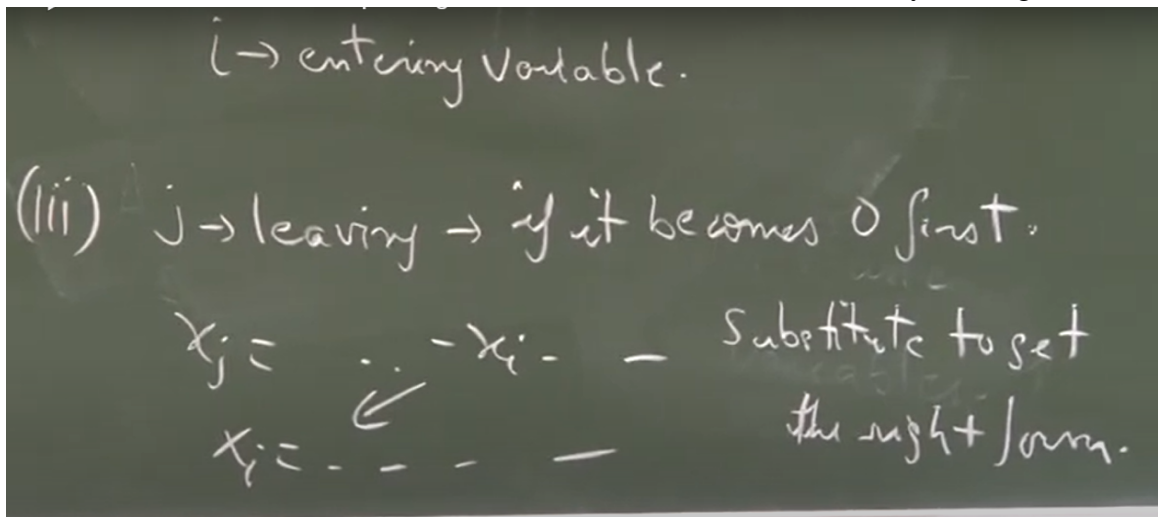 i → entering variable.
(iii) j → leaving → if it becomes 0 first.
xj = .. - xi - - Substitute to get
xi = - - - - the right form.